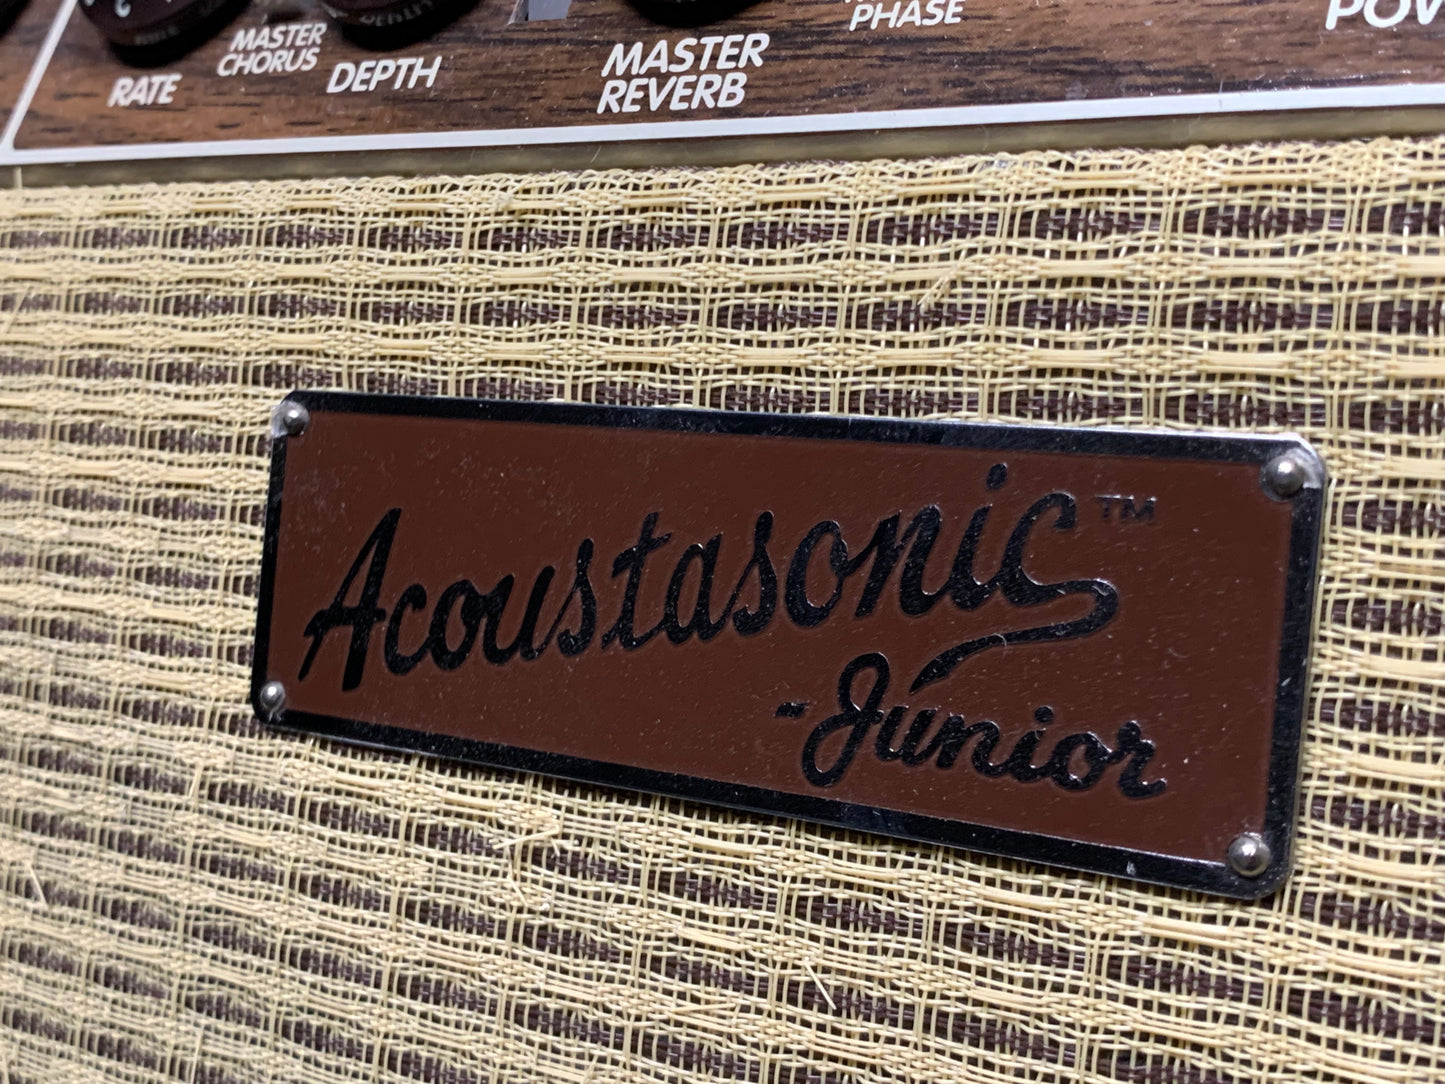 RATE
MASTER
CHORUS
DEPTH
MASTER
REVERB
PHASE
Acoustasonic™
-Junior